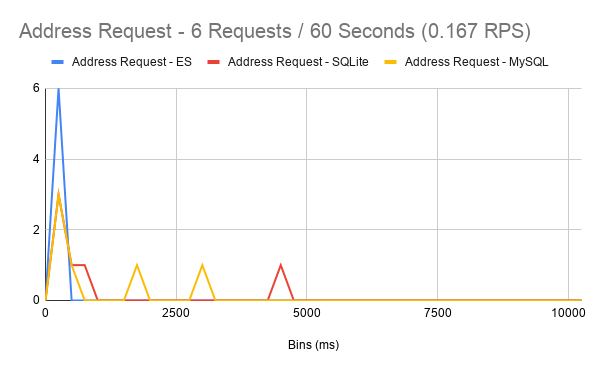 Address Request - 6 Requests / 60 Seconds (0.167 RPS)
Address Request - ES Address Request - SQLite Address Request - MySQL
6
4
2
0
0 2500 5000 7500 10000
Bins (ms)